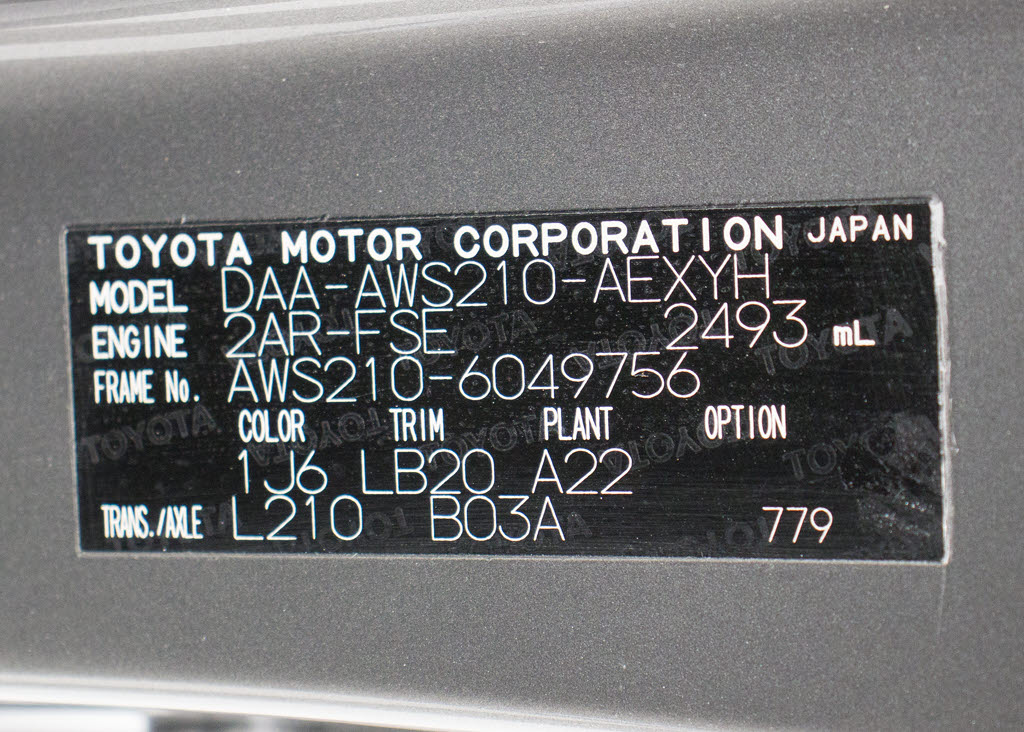 TOYOTA MOTOR CORPORATION JAPAN
MODEL DAA-AWS210-AEXYH
ENGINE 2AR-FSE 2493 mL
FRAME No. AWS210-6049756
COLOR TRIM PLANT OPTION
1J6 LB20 A22
TRANS./AXLE L210 B03A 779